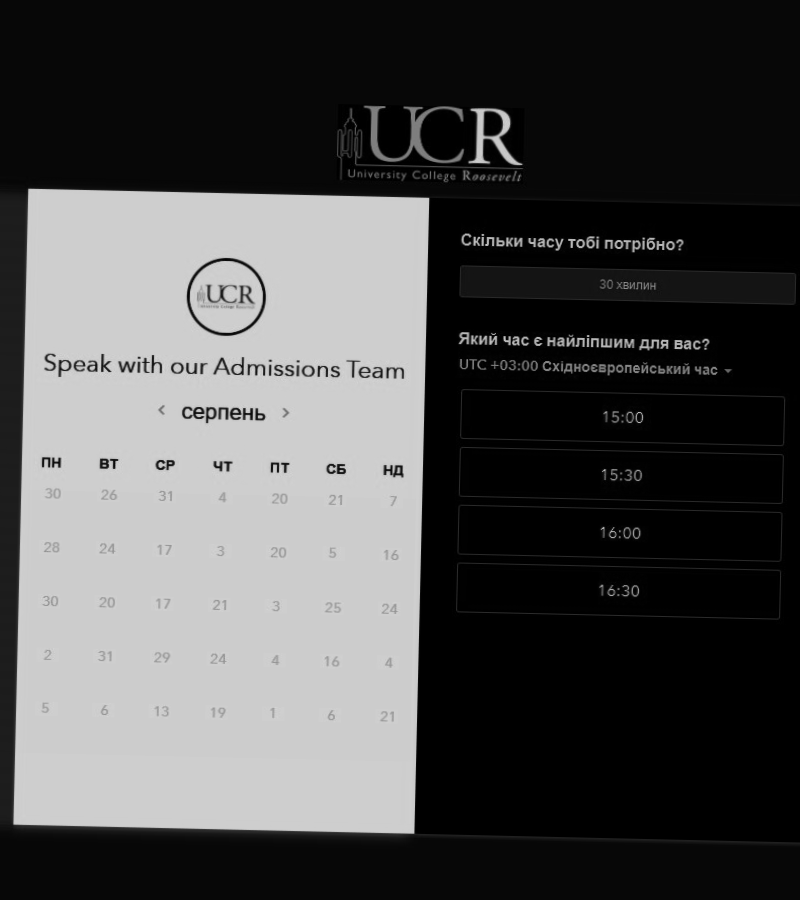 UCR
University College Roosevelt
UCR
University College Roosevelt
Speak with our Admissions Team
серпень
ПН ВТ СР ЧТ ПТ СБ НД
30 26 31 4 20 21 7
28 24 17 3 20 5 16
30 20 17 21 3 25 24
2 31 29 24 4 16 4
5 6 13 19 1 6 21
Скільки часу тобі потрібно?
30 хвилин
Який час є найліпшим для вас?
UTC +03:00 Східноєвропейський час
15:00
15:30
16:00
16:30